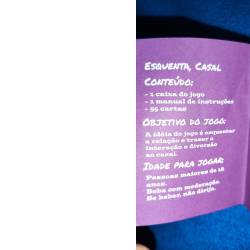 Esquenta, Casal
Conteúdo:
- 1 caixa do jogo
- 1 manual de instruções
- 55 cartas
Objetivo do jogo:
A idéia do jogo é esquentar
a relação e trazer a
interação e diversão
ao casal.
Idade para jogar:
Pessoas maiores de 18
anos.
Beba com moderação.
Se beber, não dirija.